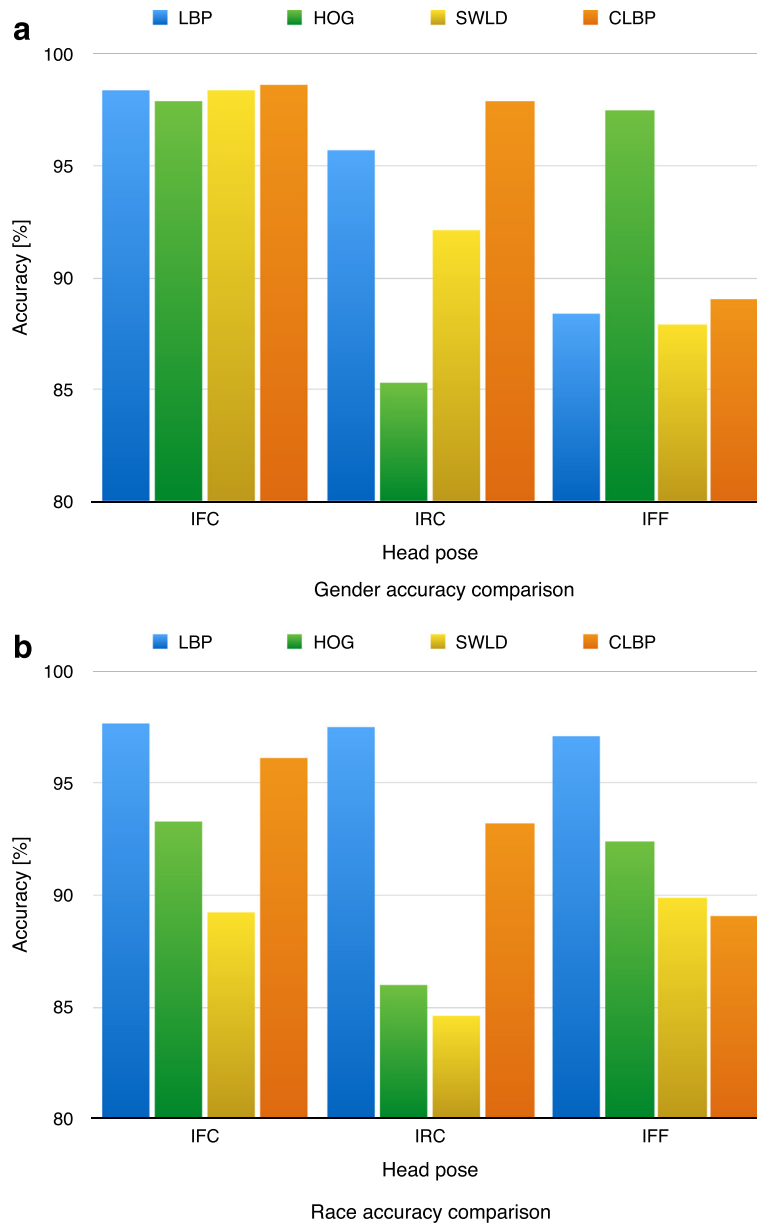 a
LBP HOG SWLD CLBP
100
95
90
85
80
Accuracy [%]
IFC IRC IFF
Head pose
Gender accuracy comparison
b
LBP HOG SWLD CLBP
100
95
90
85
80
Accuracy [%]
IFC IRC IFF
Head pose
Race accuracy comparison